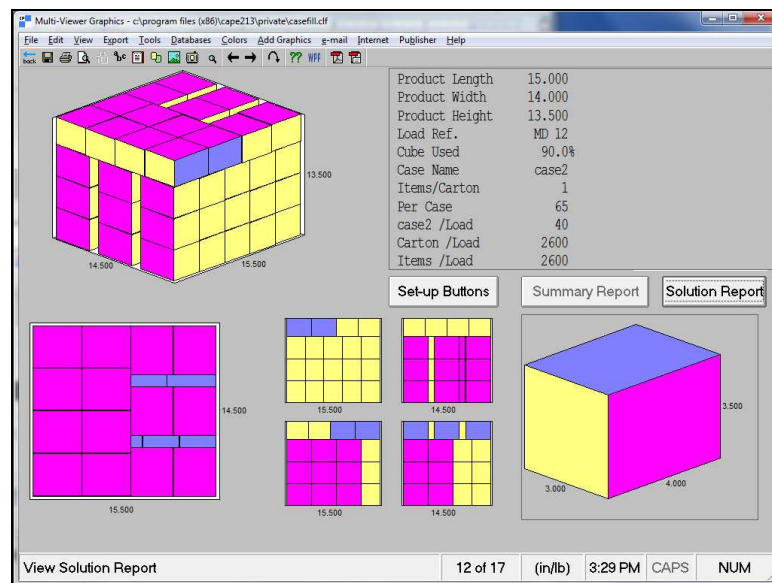 Multi-Viewer Graphics - c:\program files (x86)\cape213\private\casefill.clf
File Edit View Export Tools Databases Colors Add Graphics e-mail Internet Publisher Help
back
?? WPF
Product Length 15.000
Product Width 14.000
Product Height 13.500
Load Ref. MD 12
Cube Used 90.0%
Case Name case2
Items/Carton 1
Per Case 65
case2 /Load 40
Carton /Load 2600
Items /Load 2600
13.500
14.500
15.500
Set-up Buttons Summary Report Solution Report
14.500
15.500
15.500
14.500
15.500
14.500
3.500
3.000
4.000
View Solution Report 12 of 17 (in/lb) 3:29 PM CAPS NUM